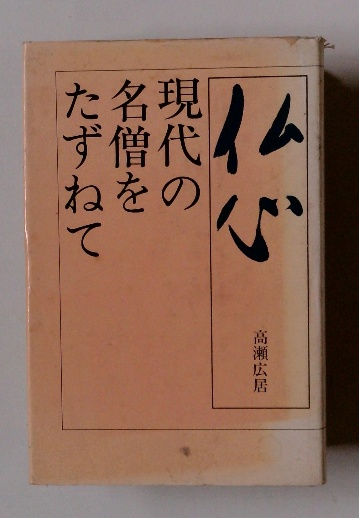 仏心
高瀬広居
現代の
名僧を
たずねて